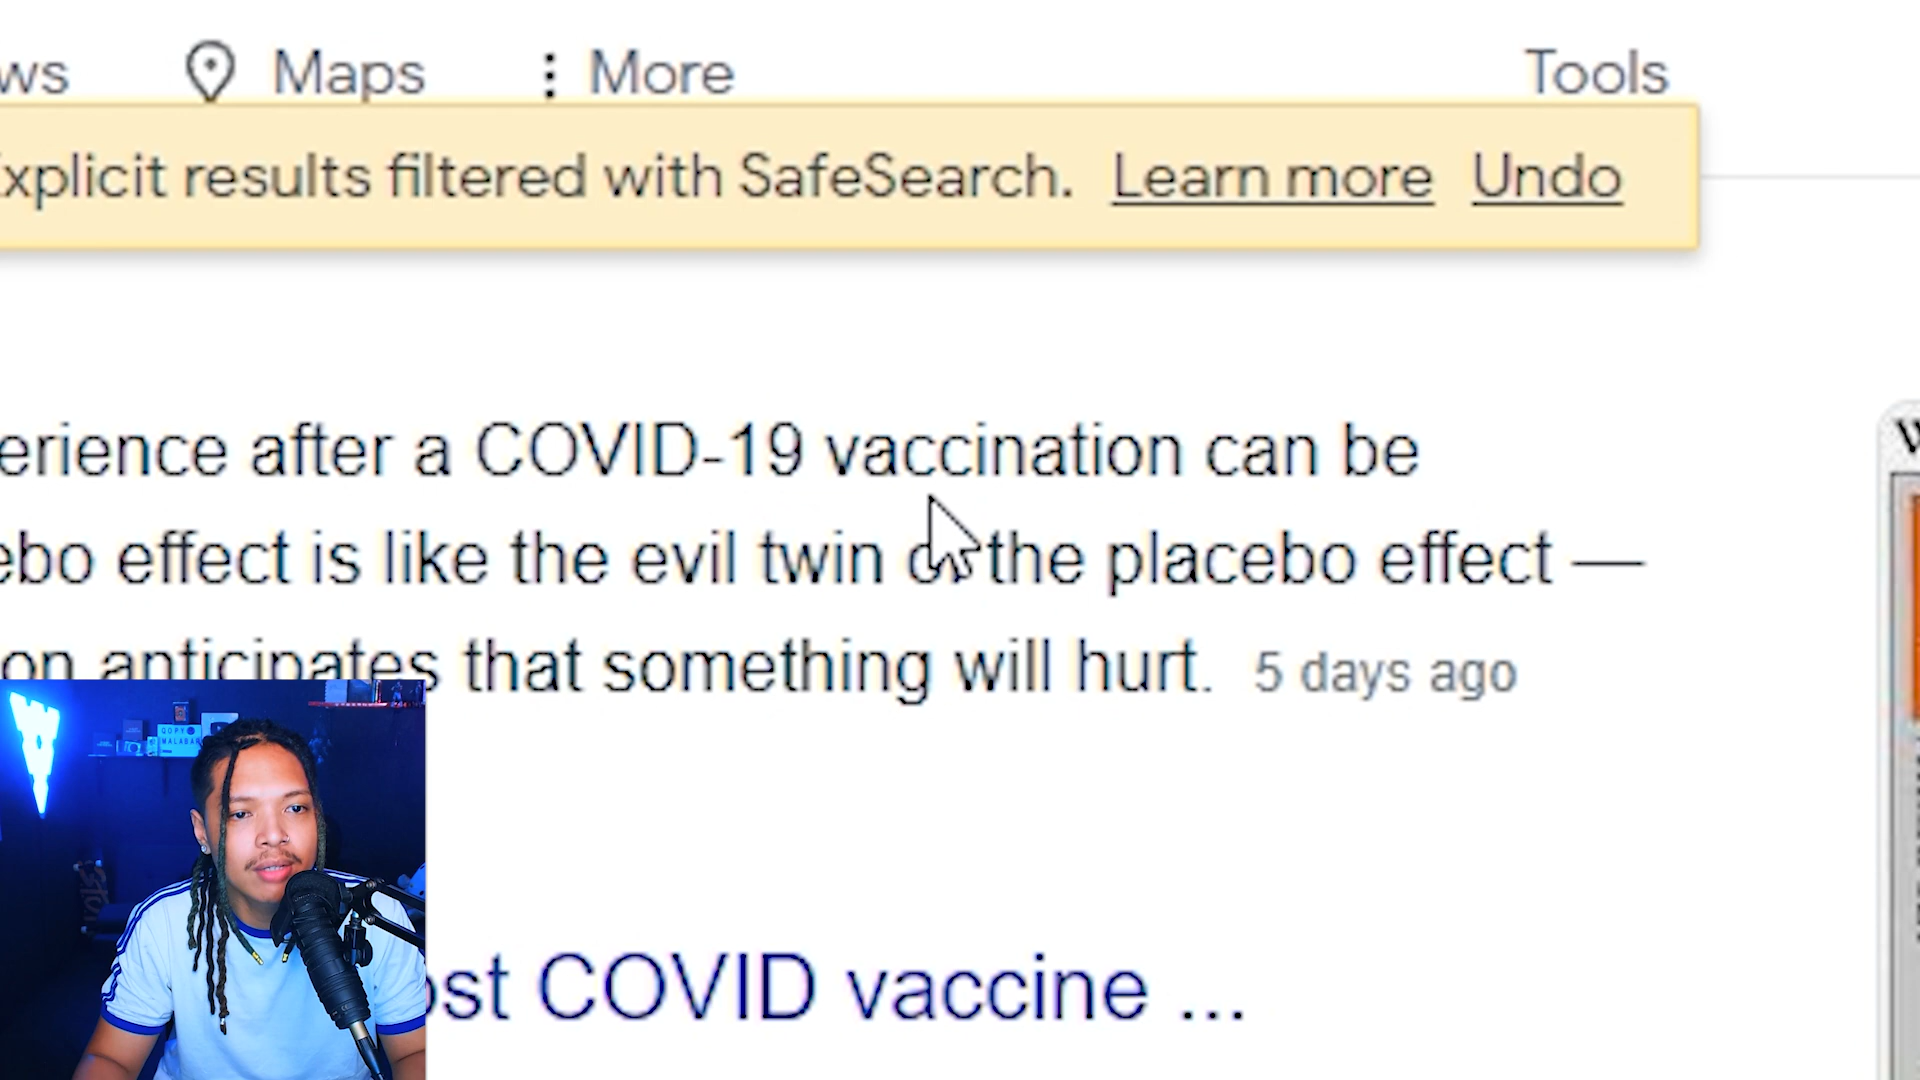 ws Maps More Tools
xplicit results filtered with SafeSearch. Learn more Undo
erience after a COVID-19 vaccination can be
ebo effect is like the evil twin the placebo effect —
on anticipates that something will hurt. 5 days ago
ost COVID vaccine ...